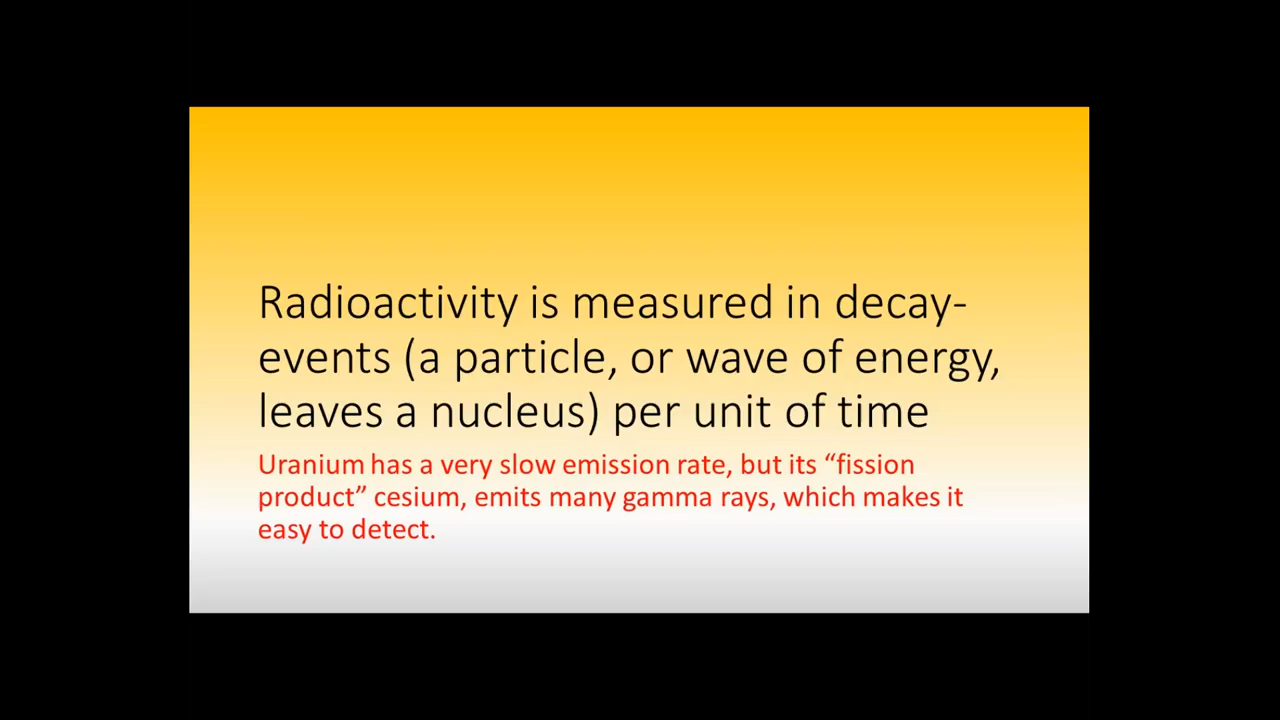 Radioactivity is measured in decay-
events (a particle, or wave of energy,
leaves a nucleus) per unit of time
Uranium has a very slow emission rate, but its “fission
product” cesium, emits many gamma rays, which makes it
easy to detect.